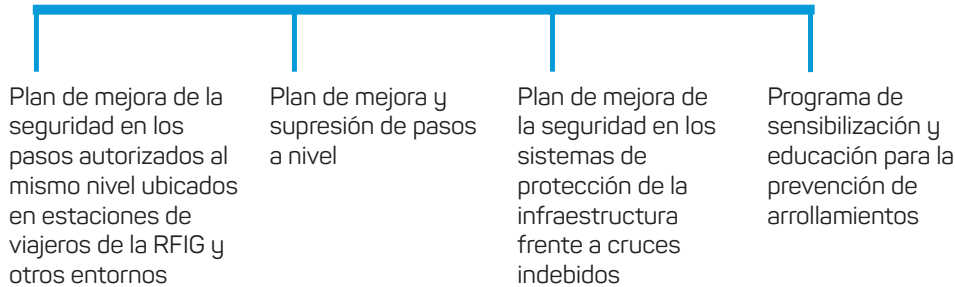 Plan de mejora de la
seguridad en los
pasos autorizados al
mismo nivel ubicados
en estaciones de
viajeros de la RFIG y
otros entornos
Plan de mejora y
supresión de pasos
a nivel
Plan de mejora de
la seguridad en los
sistemas de
protección de la
infraestructura
frente a cruces
indebidos
Programa de
sensibilización y
educación para la
prevención de
arrollamientos